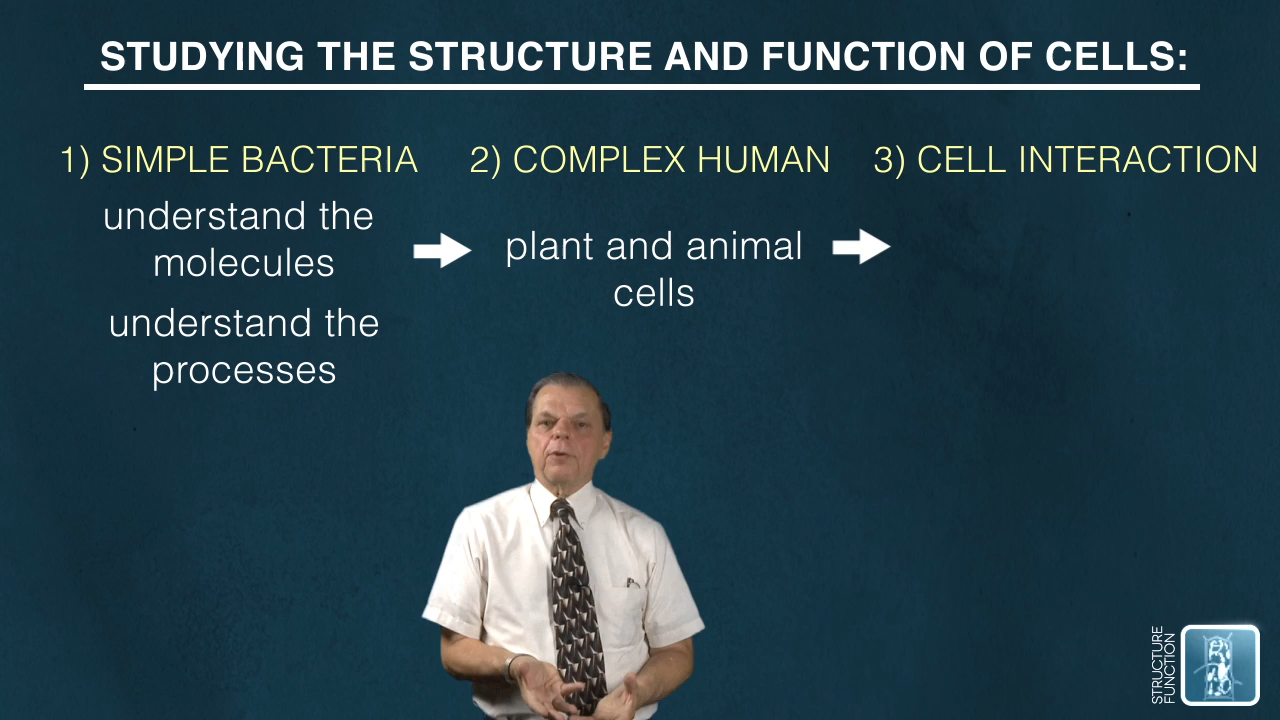 STUDYING THE STRUCTURE AND FUNCTION OF CELLS:
1) SIMPLE BACTERIA
understand the
molecules
understand the
processes
2) COMPLEX HUMAN
plant and animal
cells
3) CELL INTERACTION
STRUCTURE
FUNCTION